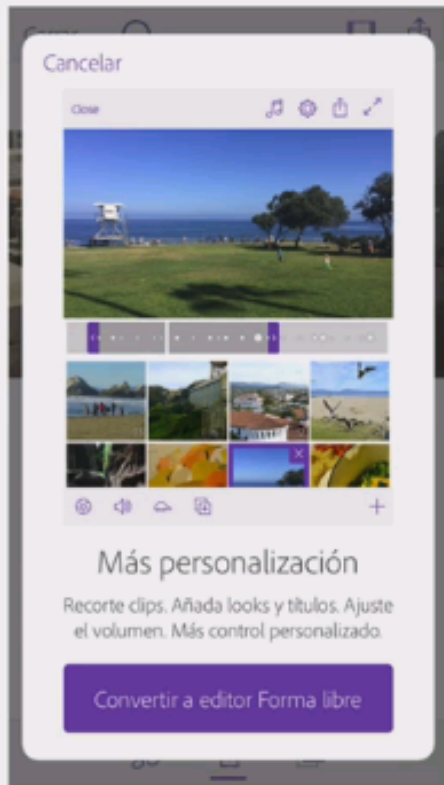 Cerrar
Cancelar
Close
Más personalización
Recorte clips. Añada looks y títulos. Ajuste
el volumen. Más control personalizado.
Convertir a editor Forma libre